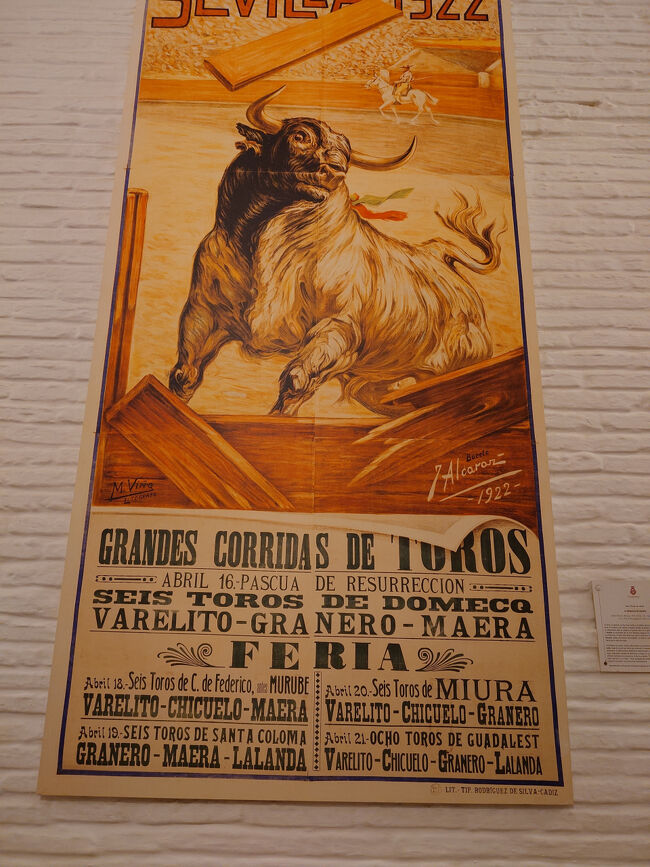 SEVILLA 1922
M. Viva
Boceto
J Alcaraz
-1922-
GRANDES CORRIDAS DE TOROS
ABRIL 16.-PASCUA DE RESURRECCION
SEIS TOROS DE DOMECQ
VARELITO-GRANERO-MAERA
FERIA
Abril 18.-Seis Toros de C. de Federico, antes MURUBE
VARELITO-CHICUELO-MAERA
Abril 19.-SEIS TOROS DE SANTA COLOMA
GRANERO-MAERA-LALANDA
Abril 20.-Seis Toros de MIURA
VARELITO-CHICUELO-GRANERO
Abril 21.-OCHO TOROS DE GUADALEST
VARELITO-CHICUELO-GRANERO-LALANDA
LIT.-TIP. RODRÍGUEZ DE SILVA.-CADIZ